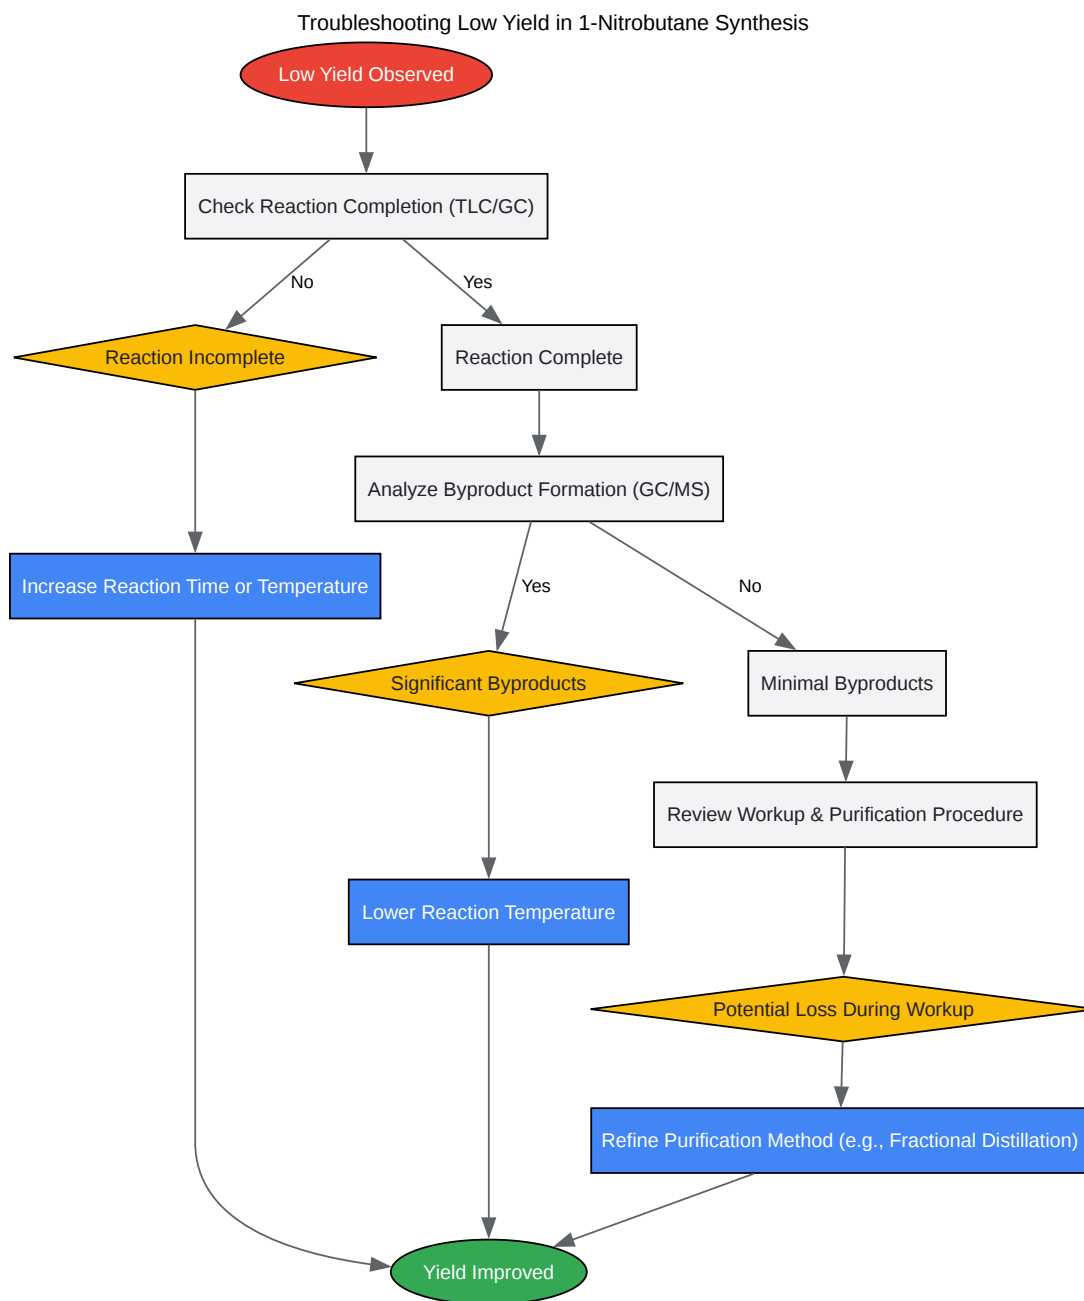 Troubleshooting Low Yield in 1-Nitrobutane Synthesis
Low Yield Observed
Check Reaction Completion (TLC/GC)
No
Yes
Reaction Incomplete
Reaction Complete
Analyze Byproduct Formation (GC/MS)
Increase Reaction Time or Temperature
Yes
No
Significant Byproducts
Minimal Byproducts
Review Workup & Purification Procedure
Lower Reaction Temperature
Potential Loss During Workup
Refine Purification Method (e.g., Fractional Distillation)
Yield Improved